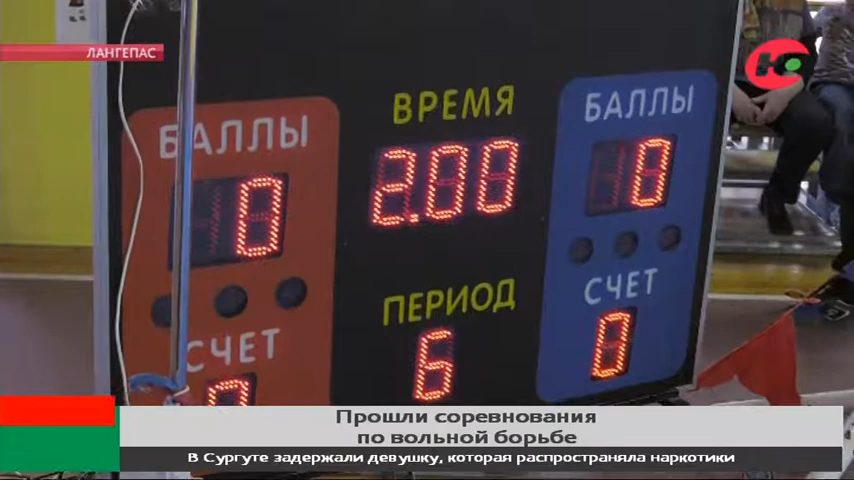 ЛАНГЕПАС
Ю
БАЛЛЫ
0
ВРЕМЯ
2.00
БАЛЛЫ
0
ПЕРИОД
6
СЧЕТ
0
СЧЕТ
0
Прошли соревнования
по вольной борьбе
В Сургуте задержали девушку, которая распространяла наркотики